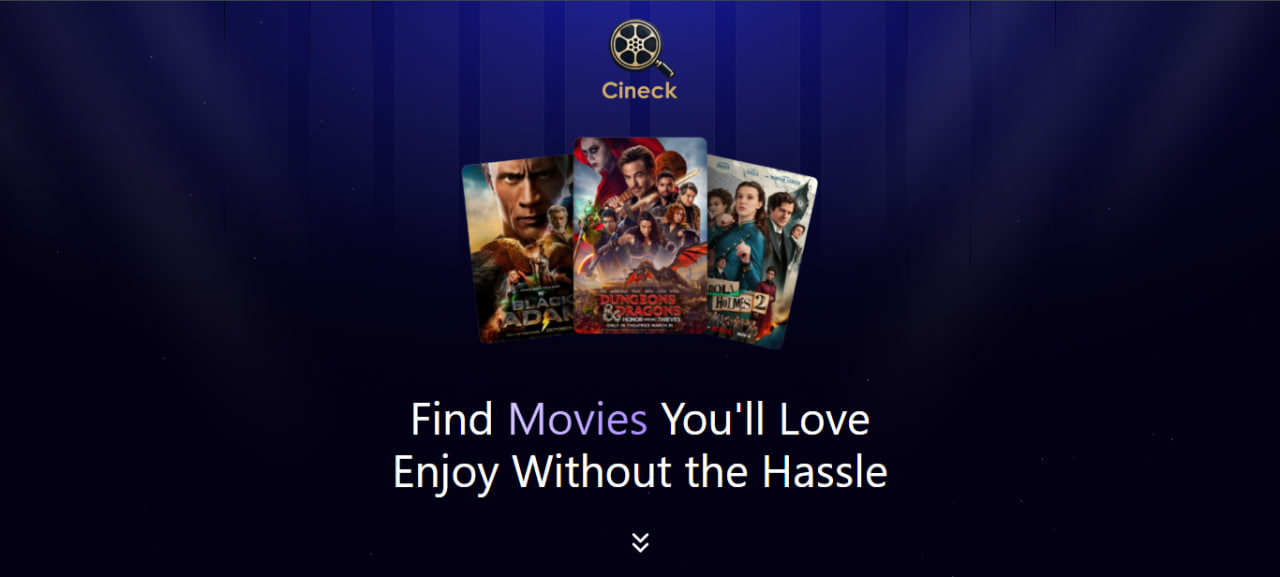 Cineck
BLACK
ADAM
DUNGEONS
& DRAGONS
HONOR AMONG THIEVES
ONLY IN THEATRES MARCH 31
HOLMES 2
Find Movies You'll Love
Enjoy Without the Hassle